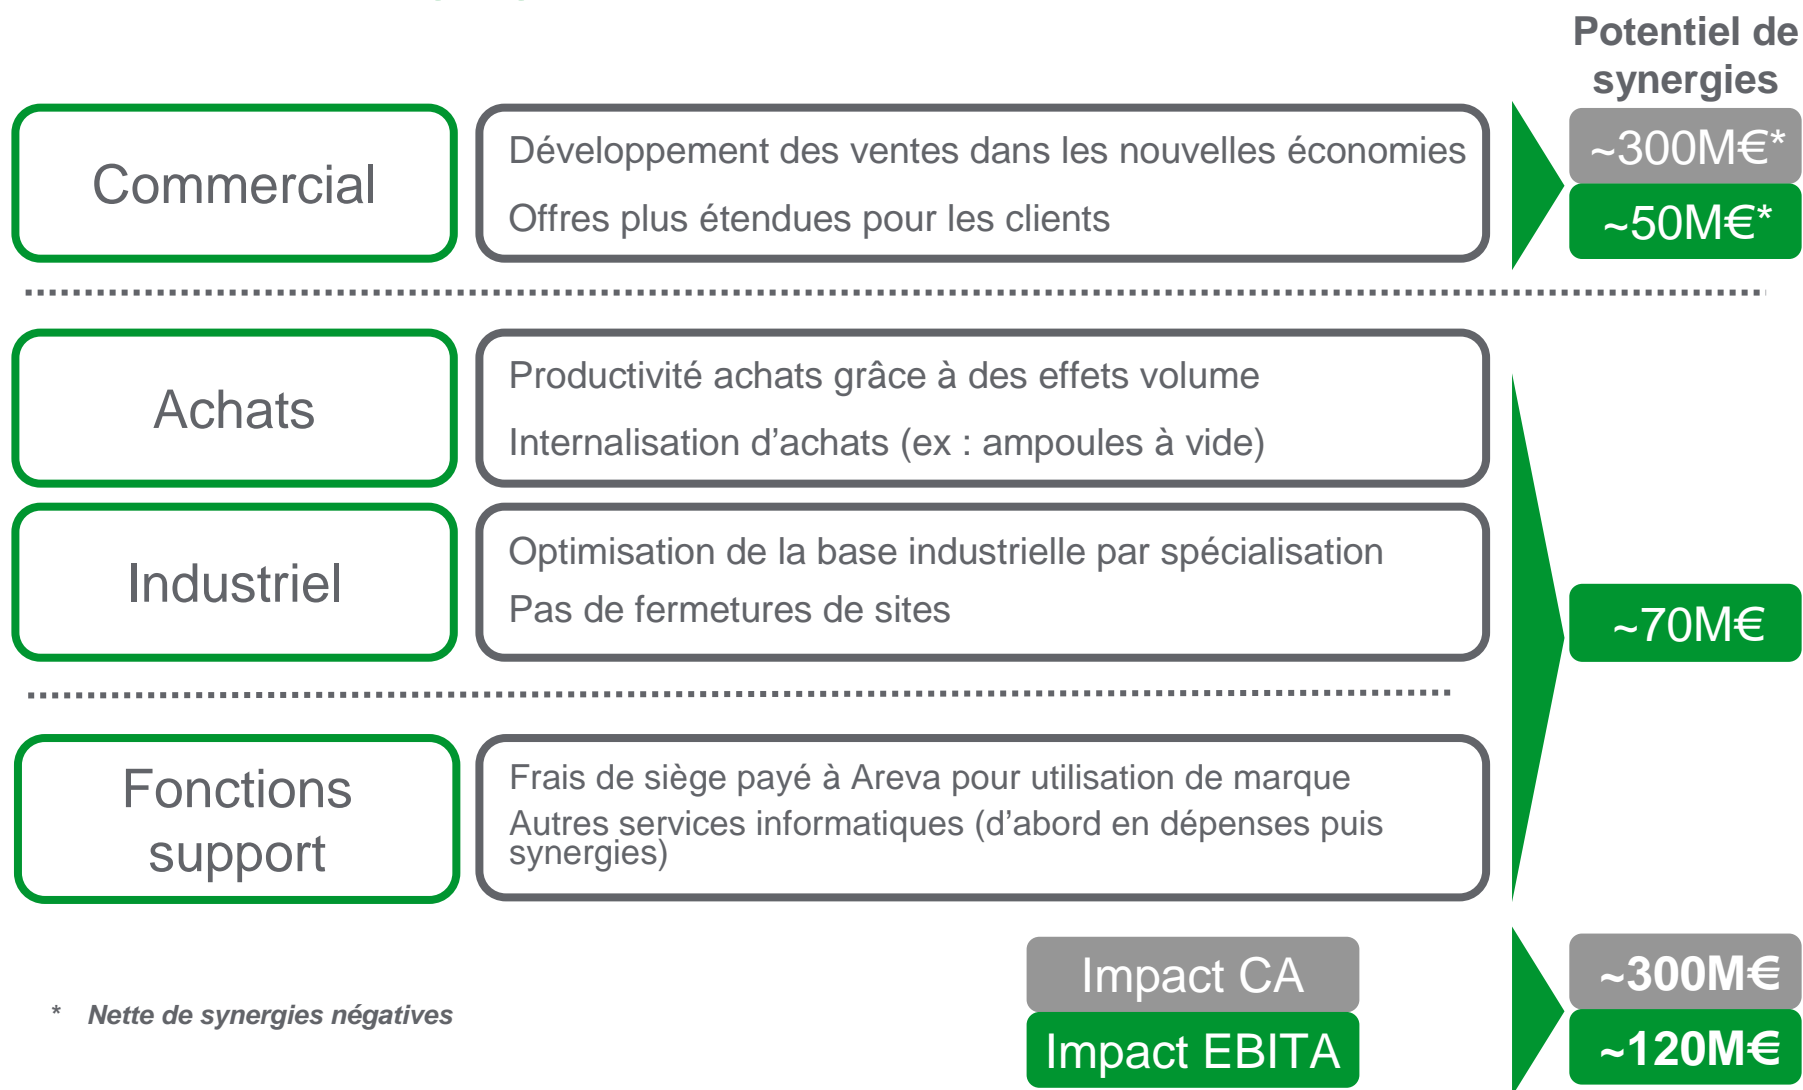 Potentiel de
synergies
Commercial
Développement des ventes dans les nouvelles économies
Offres plus étendues pour les clients
~300M€*
~50M€*
Achats
Productivité achats grâce à des effets volume
Internalisation d’achats (ex : ampoules à vide)
Industriel
Optimisation de la base industrielle par spécialisation
Pas de fermetures de sites
~70M€
Fonctions
support
Frais de siège payé à Areva pour utilisation de marque
Autres services informatiques (d’abord en dépenses puis
synergies)
Impact CA
~300M€
Impact EBITA
~120M€
* Nette de synergies négatives